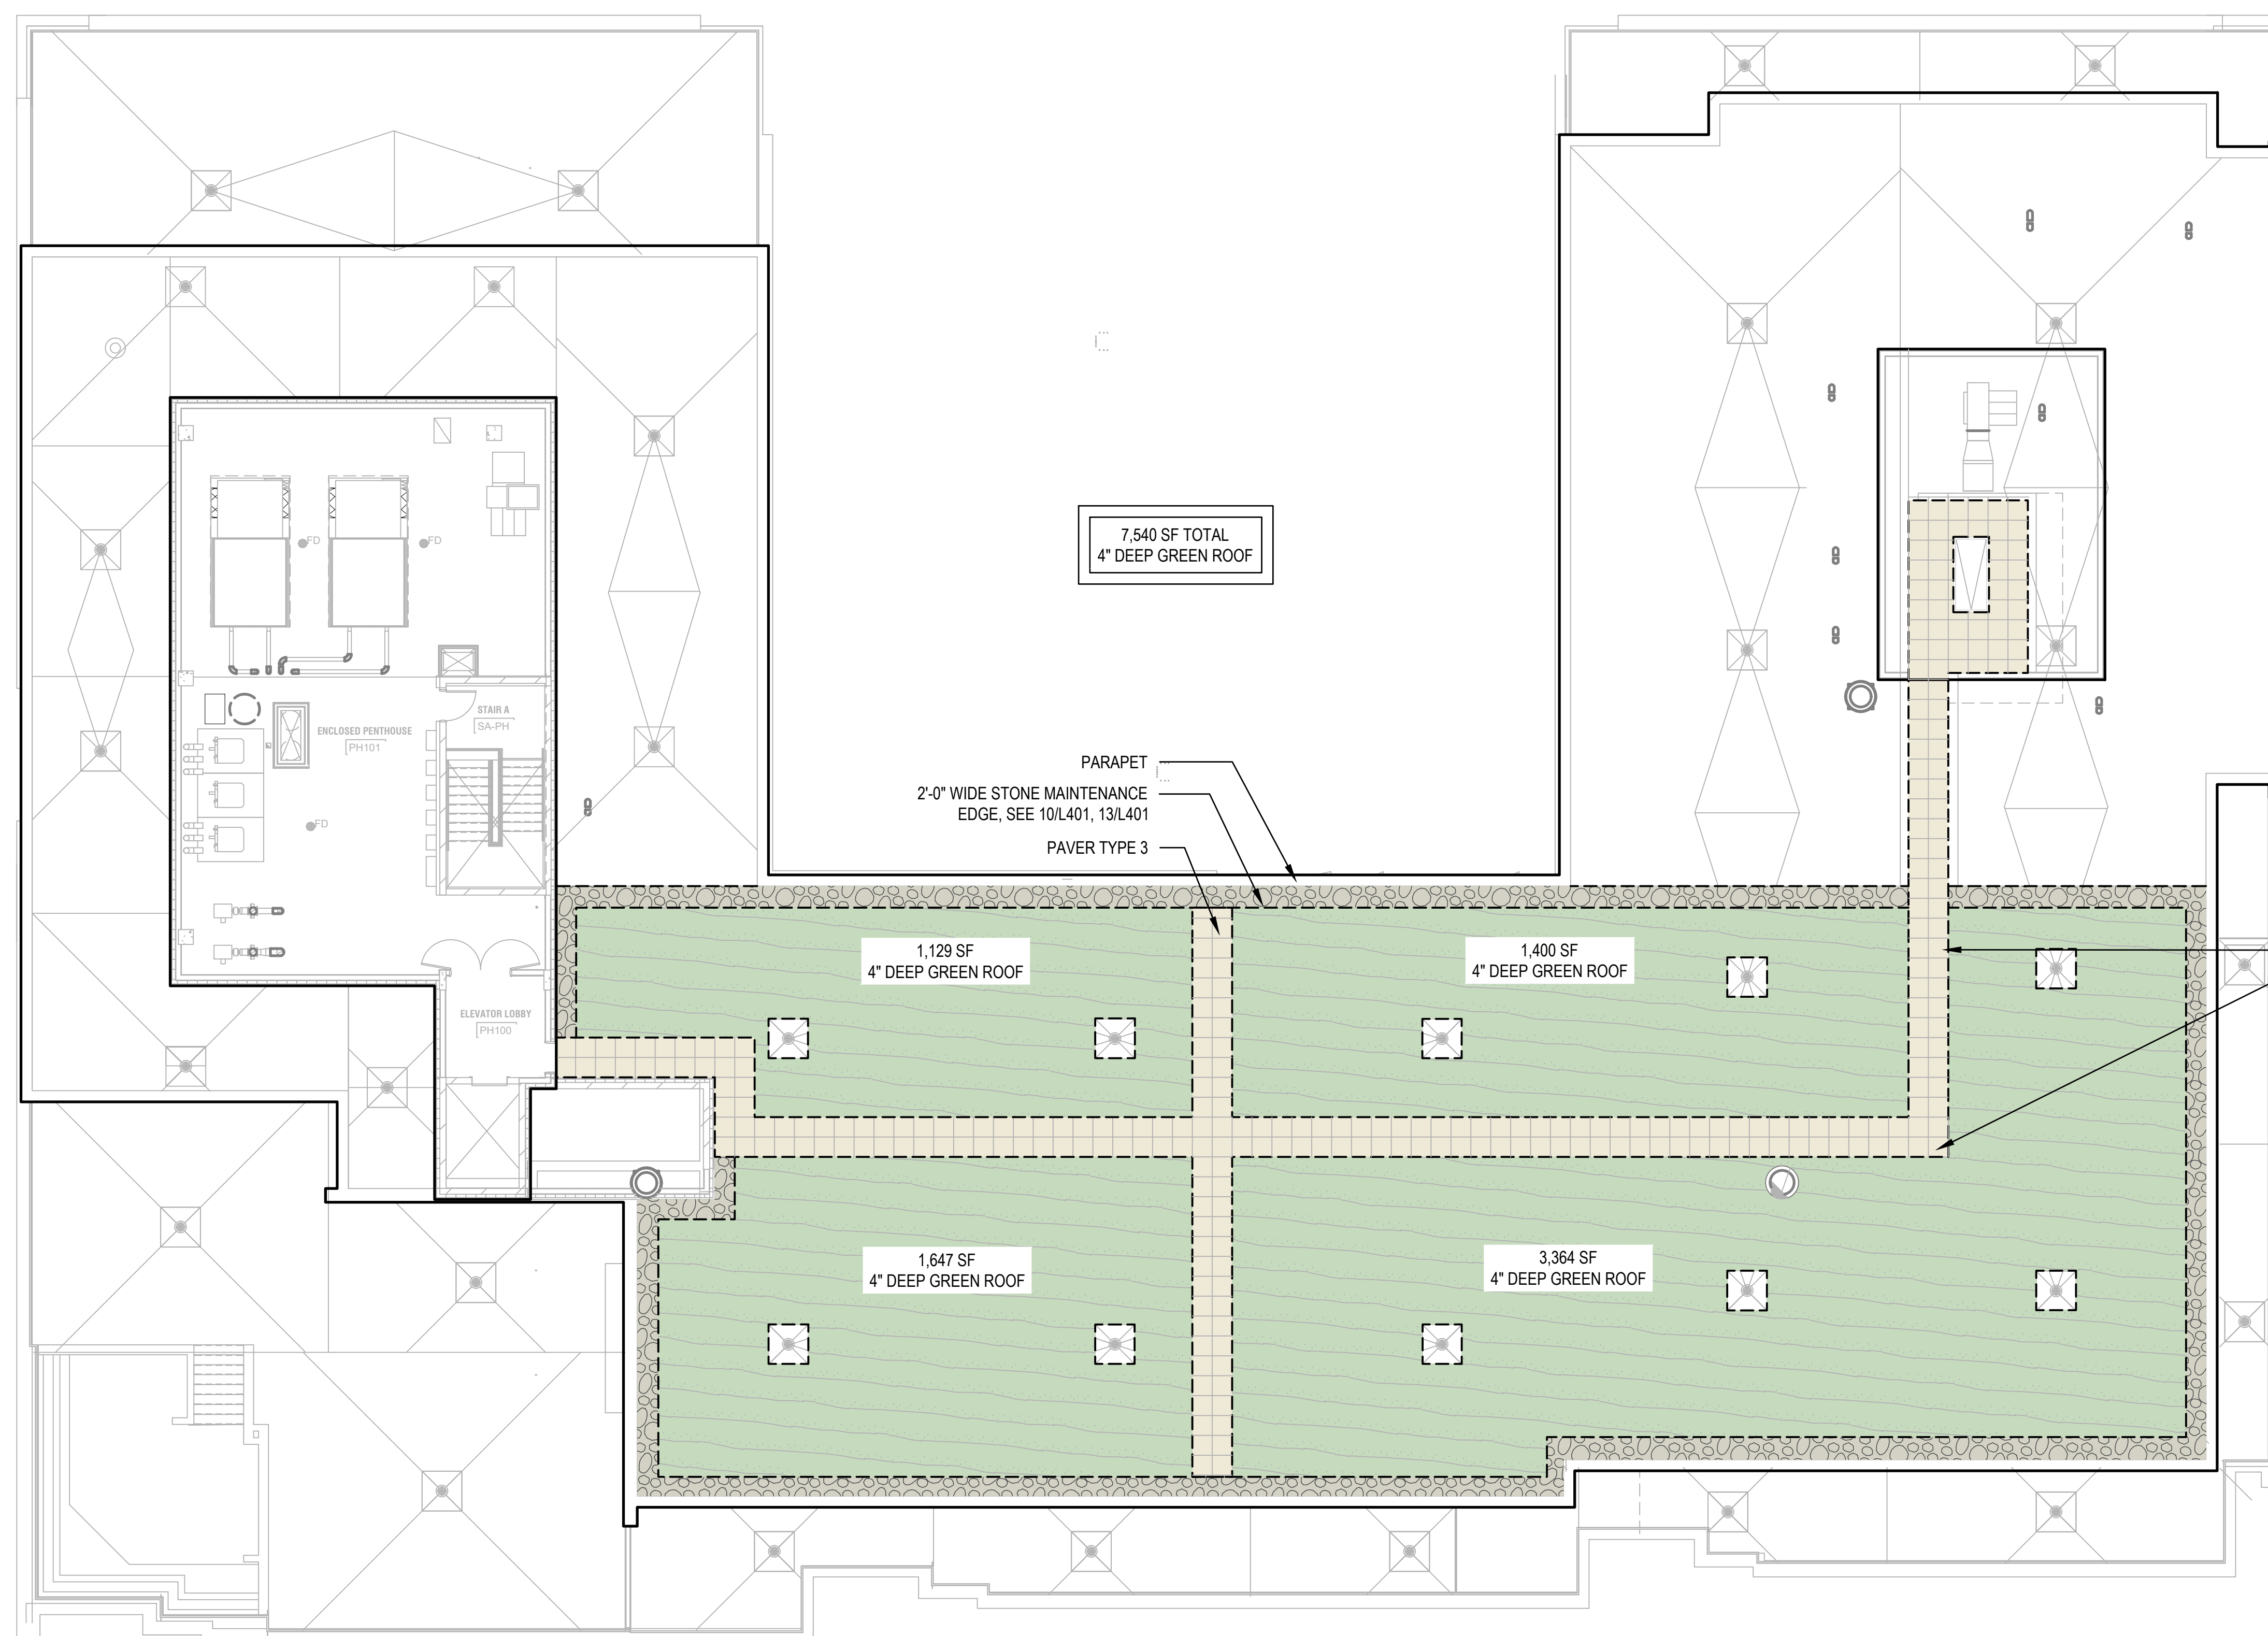 7,540 SF TOTAL
4" DEEP GREEN ROOF
FD
FD
STAIR A
SA-PH
ENCLOSED PENTHOUSE
PH101
FD
PARAPET
2'-0" WIDE STONE MAINTENANCE
EDGE, SEE 10/L401, 13/L401
PAVER TYPE 3
1,129 SF
4" DEEP GREEN ROOF
1,400 SF
4" DEEP GREEN ROOF
ELEVATOR LOBBY
PH100
1,647 SF
4" DEEP GREEN ROOF
3,364 SF
4" DEEP GREEN ROOF